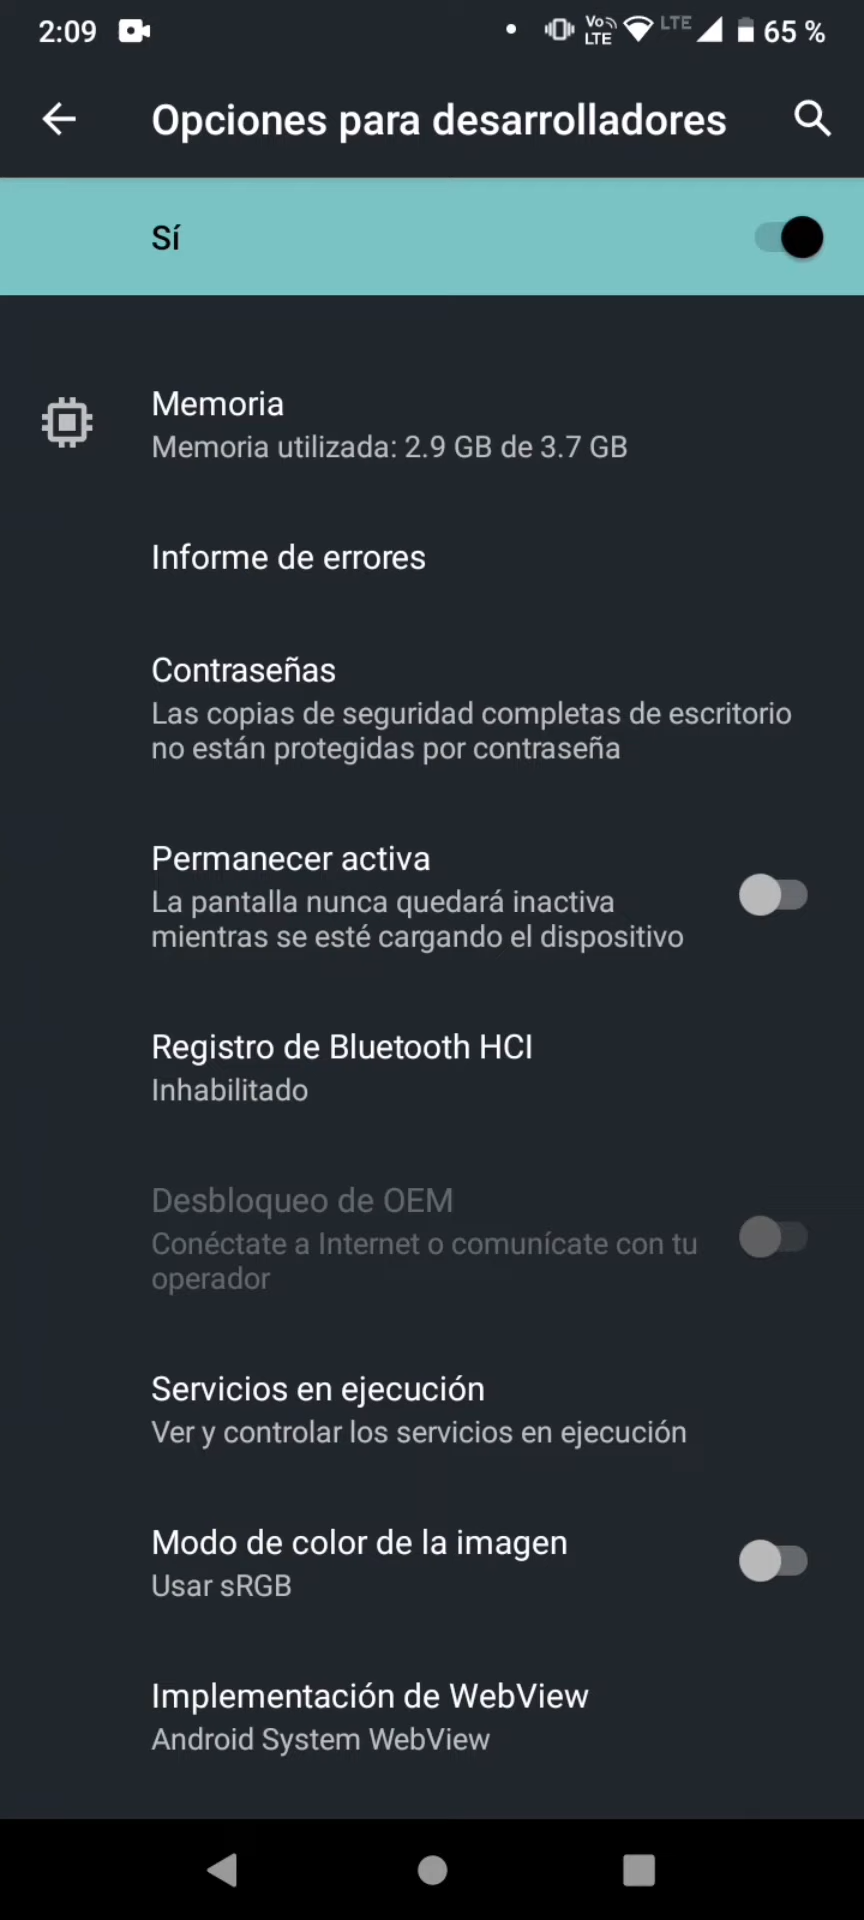 2:09
Vo LTE
LTE
65 %
Opciones para desarrolladores
Sí
Memoria
Memoria utilizada: 2.9 GB de 3.7 GB
Informe de errores
Contraseñas
Las copias de seguridad completas de escritorio
no están protegidas por contraseña
Permanecer activa
La pantalla nunca quedará inactiva
mientras se esté cargando el dispositivo
Registro de Bluetooth HCI
Inhabilitado
Desbloqueo de OEM
Conéctate a Internet o comunícate con tu
operador
Servicios en ejecución
Ver y controlar los servicios en ejecución
Modo de color de la imagen
Usar sRGB
Implementación de WebView
Android System WebView